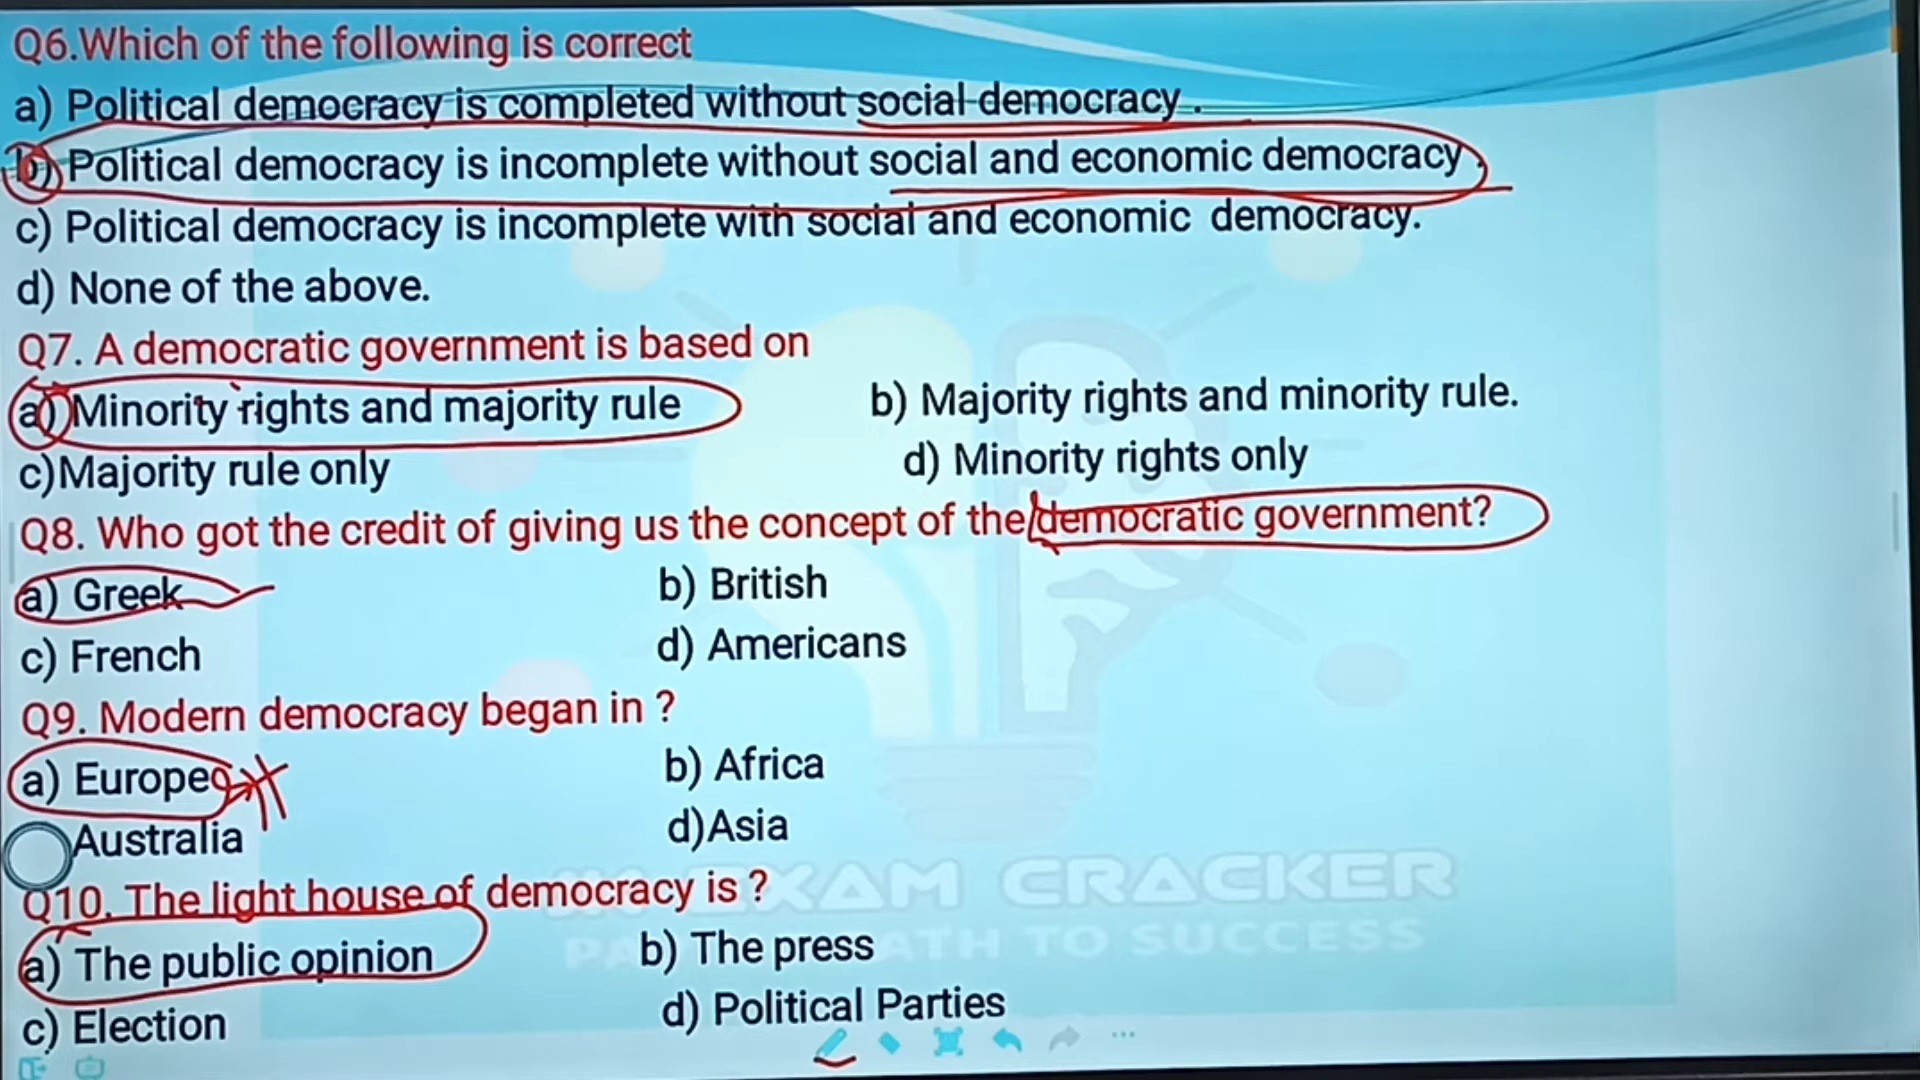 Q6.Which of the following is correct
a) Political democracy is completed without social democracy .
b) Political democracy is incomplete without social and economic democracy .
c) Political democracy is incomplete with social and economic democracy.
d) None of the above.
Q7. A democratic government is based on
a) Minority rights and majority rule b) Majority rights and minority rule.
c)Majority rule only d) Minority rights only
Q8. Who got the credit of giving us the concept of the democratic government?
a) Greek b) British
c) French d) Americans
Q9. Modern democracy began in ?
a) Europe b) Africa
Australia d)Asia
Q10. The light house of democracy is ?
EXAM CRACKER
a) The public opinion b) The press
PATH TO SUCCESS
c) Election d) Political Parties